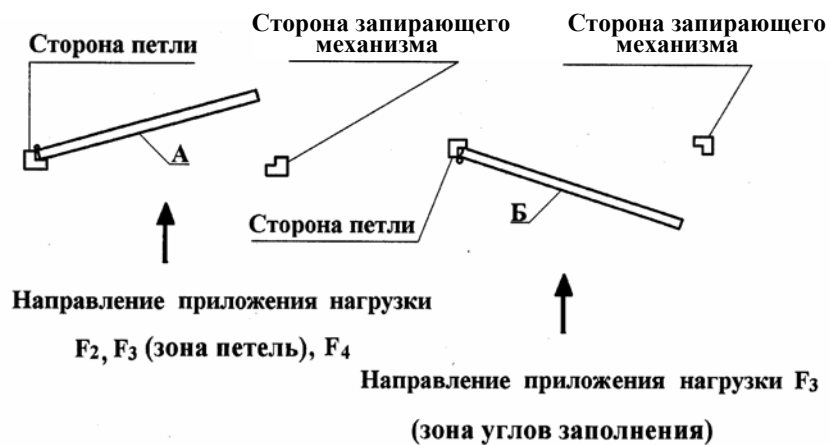 Сторона петли
Сторона запирающего
механизма
Сторона запирающего
механизма
А
Сторона петли
Б
Направление приложения нагрузки
F2, F3 (зона петель), F4
Направление приложения нагрузки F3
(зона углов заполнения)